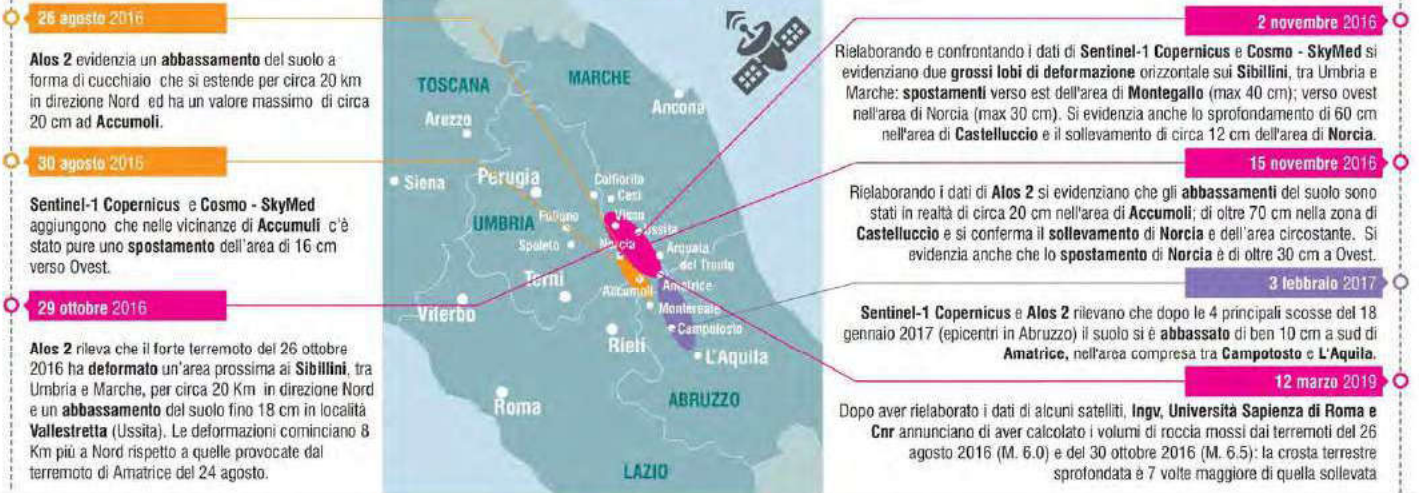 26 agosto 2016
Alos 2 evidenzia un abbassamento del suolo a
forma di cucchiaio che si estende per circa 20 km
in direzione Nord ed ha un valore massimo di circa
20 cm ad Accumoli.
30 agosto 2016
Sentinel-1 Copernicus e Cosmo - SkyMed
aggiungono che nelle vicinanze di Accumuli c'è
stato pure uno spostamento dell'area di 16 cm
verso Ovest.
29 ottobre 2016
Alos 2 rileva che il forte terremoto del 26 ottobre
2016 ha deformato un'area prossima ai Sibillini, tra
Umbria e Marche, per circa 20 Km in direzione Nord
e un abbassamento del suolo fino 18 cm in località
Vallestretta (Ussita). Le deformazioni cominciano 8
Km più a Nord rispetto a quelle provocate dal
terremoto di Amatrice del 24 agosto.
TOSCANA
MARCHE
Ancona
Arezzo
Siena
Perugia
Colfiorito
Cesi
UMBRIA
Foligno
Visso
Ussita
Spoleto
Norcia
Arquata
del Tronto
Terni
Accumoli
Amatrice
Viterbo
Montereale
Campotosto
Rieti
L'Aquila
Roma
ABRUZZO
LAZIO
2 novembre 2016
Rielaborando e confrontando i dati di Sentinel-1 Copernicus e Cosmo - SkyMed si
evidenziano due grossi lobi di deformazione orizzontale sui Sibillini, tra Umbria e
Marche: spostamenti verso est dell'area di Montegallo (max 40 cm); verso ovest
nell'area di Norcia (max 30 cm). Si evidenzia anche lo sprofondamento di 60 cm
nell'area di Castelluccio e il sollevamento di circa 12 cm dell'area di Norcia.
15 novembre 2016
Rielaborando i dati di Alos 2 si evidenziano che gli abbassamenti del suolo sono
stati in realtà di circa 20 cm nell'area di Accumoli; di oltre 70 cm nella zona di
Castelluccio e si conferma il sollevamento di Norcia e dell'area circostante. Si
evidenzia anche che lo spostamento di Norcia è di oltre 30 cm a Ovest.
3 febbraio 2017
Sentinel-1 Copernicus e Alos 2 rilevano che dopo le 4 principali scosse del 18
gennaio 2017 (epicentri in Abruzzo) il suolo si è abbassato di ben 10 cm a sud di
Amatrice, nell'area compresa tra Campotosto e L'Aquila.
12 marzo 2019
Dopo aver rielaborato i dati di alcuni satelliti, Ingv, Università Sapienza di Roma e
Cnr annunciano di aver calcolato i volumi di roccia mossi dai terremoti del 26
agosto 2016 (M. 6.0) e del 30 ottobre 2016 (M. 6.5): la crosta terrestre
sprofondata è 7 volte maggiore di quella sollevata